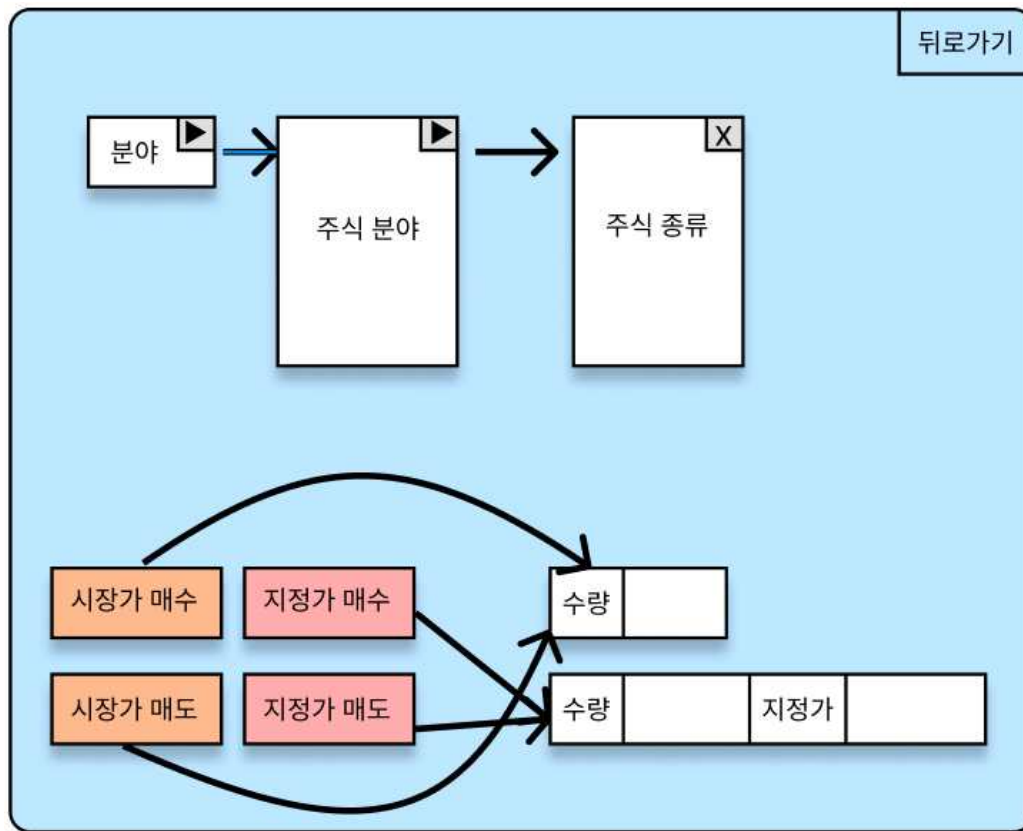 뒤로가기
분야
주식 분야
X
주식 종류
시장가 매수
지정가 매수
수량
시장가 매도
지정가 매도
수량
지정가